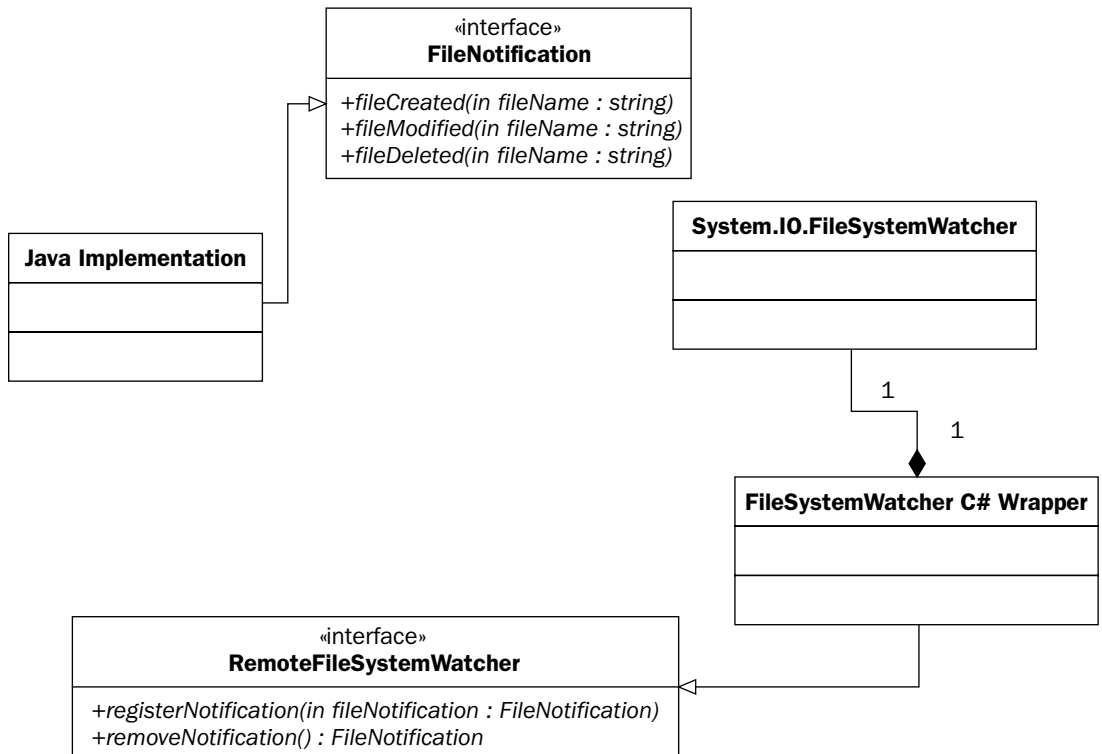 «interface»
FileNotification
+fileCreated(in fileName : string)
+fileModified(in fileName : string)
+fileDeleted(in fileName : string)
Java Implementation
System.IO.FileSystemWatcher
1
1
FileSystemWatcher C# Wrapper
«interface»
RemoteFileSystemWatcher
+registerNotification(in fileNotification : FileNotification)
+removeNotification() : FileNotification